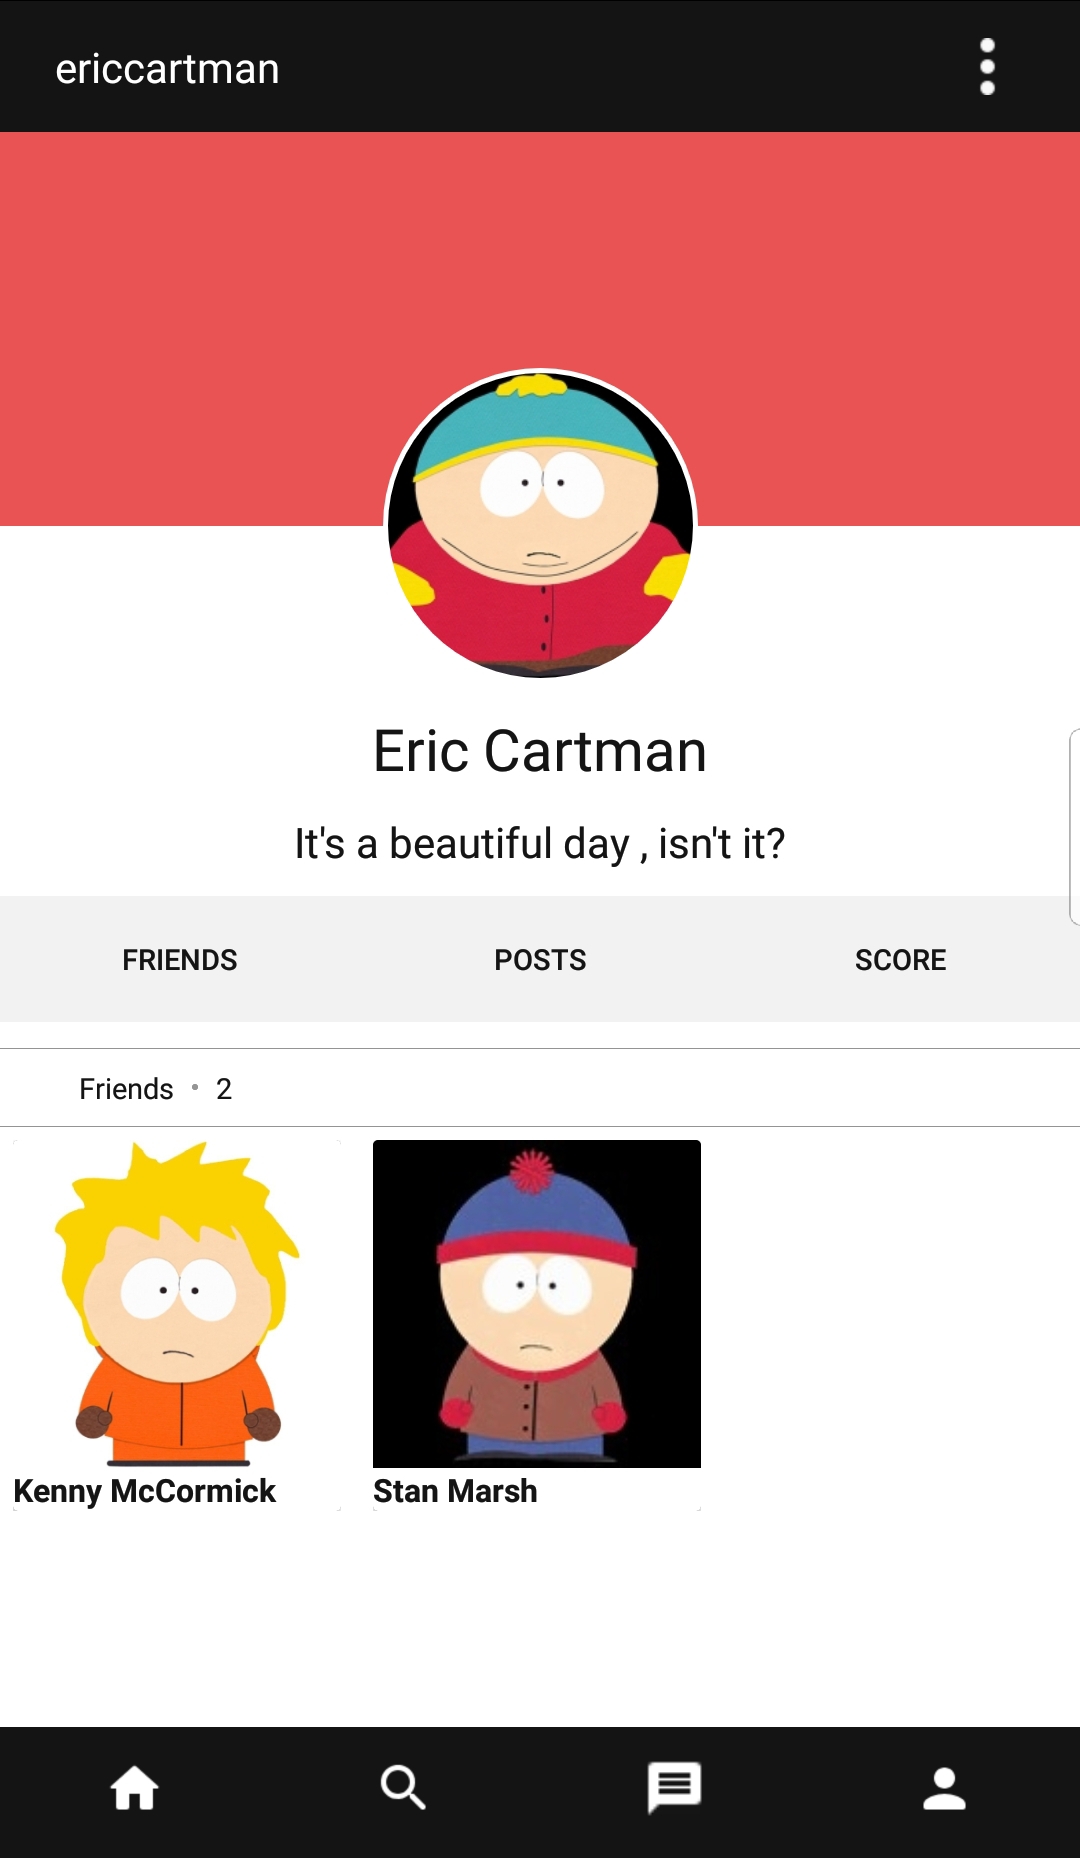 ericcartman
Eric Cartman
It's a beautiful day , isn't it?
FRIENDS POSTS SCORE
Friends • 2
Kenny McCormick Stan Marsh